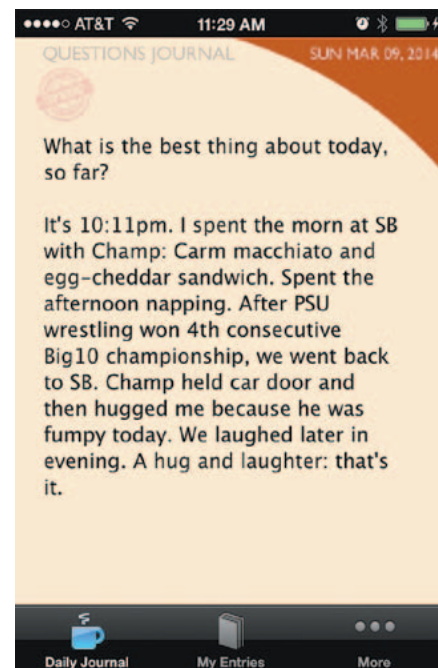 AT&T 11:29 AM
QUESTIONS JOURNAL SUN MAR 09, 2014
What is the best thing about today,
so far?
It's 10:11pm. I spent the morn at SB
with Champ: Carm macchiato and
egg-cheddar sandwich. Spent the
afternoon napping. After PSU
wrestling won 4th consecutive
Big10 championship, we went back
to SB. Champ held car door and
then hugged me because he was
fumpy today. We laughed later in
evening. A hug and laughter: that's
it.
Daily Journal My Entries More